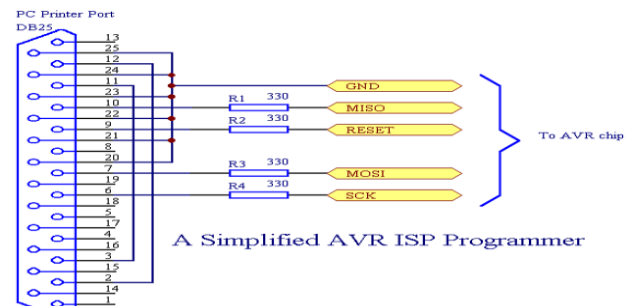 PC Printer Port
DB25
13
25
12
24
11
23
10
22
9
21
8
20
7
19
6
18
5
17
4
16
3
15
2
14
1
R1 330
R2 330
R3 330
R4 330
GND
MISO
RESET
MOSI
SCK
To AVR chip
A Simplified AVR ISP Programmer